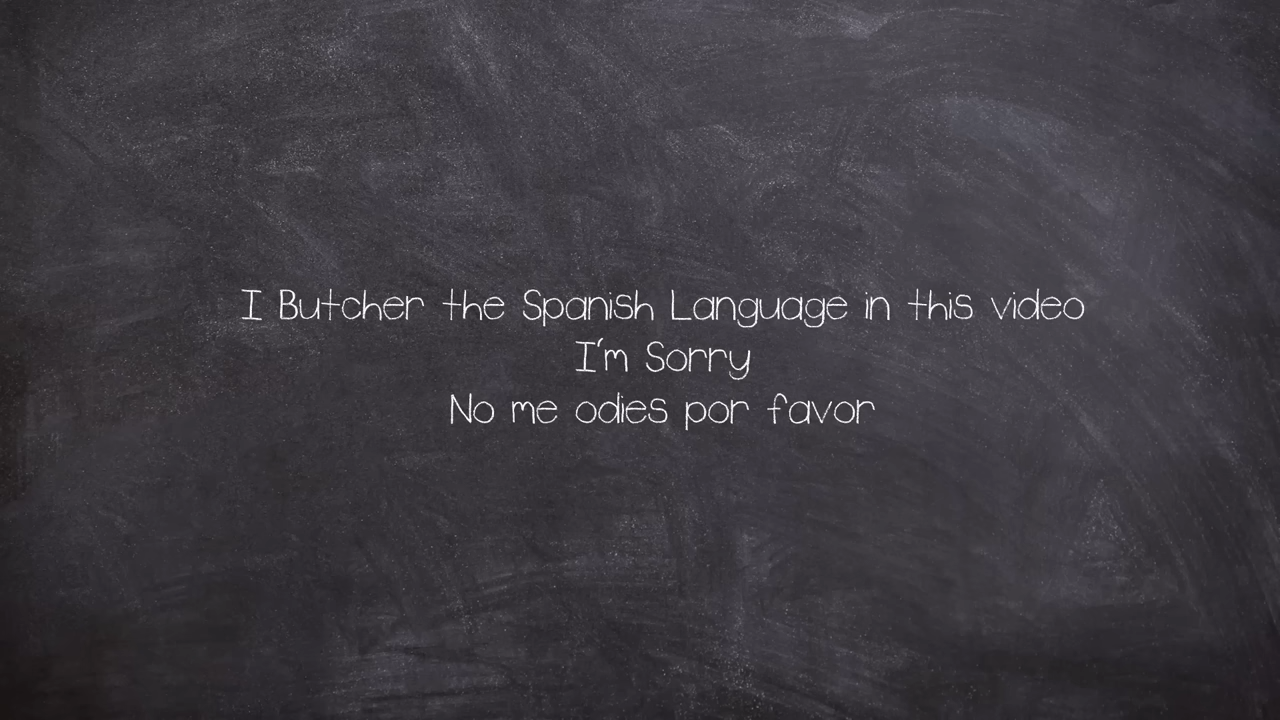 I Butcher the Spanish Language in this video
I'm Sorry
No me odies por favor